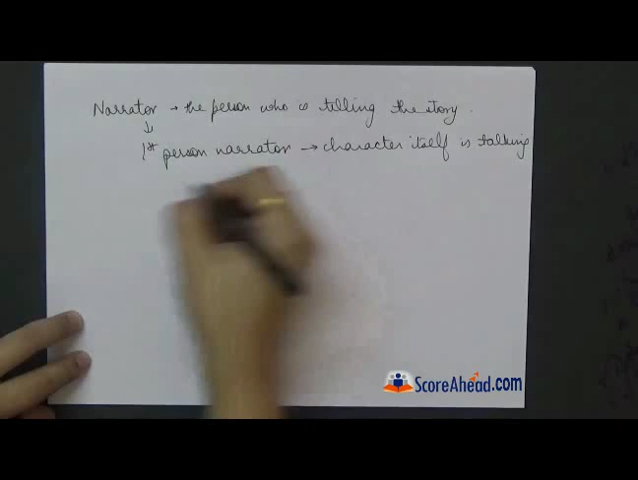 Narrator → the person who is telling the story.
↓
1st person narrator → character itself is talking
ScoreAhead.com